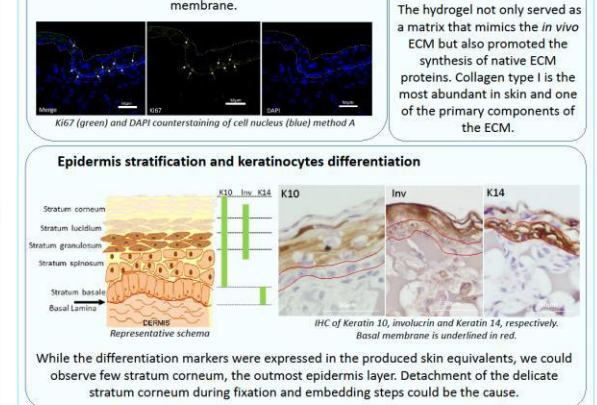 membrane.
Merge
50µm
Ki67
50µm
DAPI
50µm
Ki67 (green) and DAPI counterstaining of cell nucleus (blue) method A
The hydrogel not only served as
a matrix that mimics the in vivo
ECM but also promoted the
synthesis of native ECM
proteins. Collagen type I is the
most abundant in skin and one
of the primary components of
the ECM.
Epidermis stratification and keratinocytes differentiation
K10 Inv K14
Stratum corneum
Stratum lucidium
Stratum granulosum
Stratum spinosum
Stratum basale
Basal Lamina
DERMIS
Representative schema
K10
Inv
K14
IHC of Keratin 10, involucrin and Keratin 14, respectively.
Basal membrane is underlined in red.
While the differentiation markers were expressed in the produced skin equivalents, we could
observe few stratum corneum, the outmost epidermis layer. Detachment of the delicate
stratum corneum during fixation and embedding steps could be the cause.